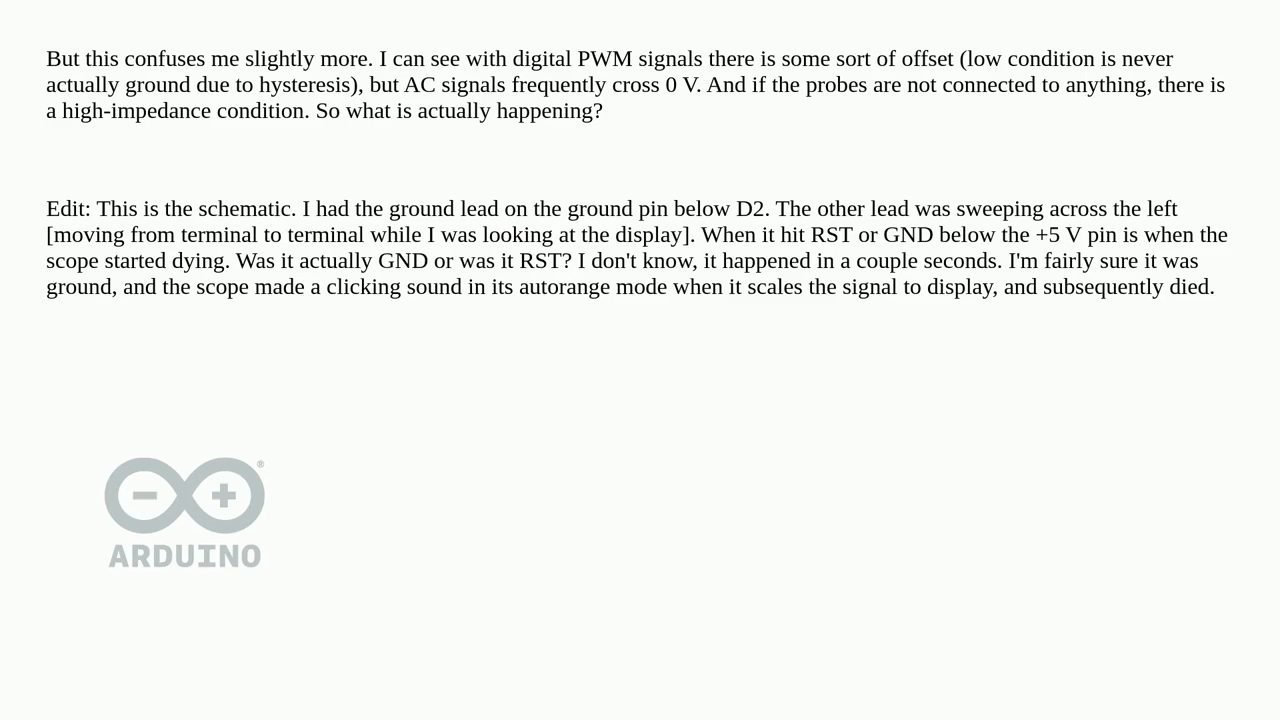 But this confuses me slightly more. I can see with digital PWM signals there is some sort of offset (low condition is never
actually ground due to hysteresis), but AC signals frequently cross 0 V. And if the probes are not connected to anything, there is
a high-impedance condition. So what is actually happening?
Edit: This is the schematic. I had the ground lead on the ground pin below D2. The other lead was sweeping across the left
[moving from terminal to terminal while I was looking at the display]. When it hit RST or GND below the +5 V pin is when the
scope started dying. Was it actually GND or was it RST? I don't know, it happened in a couple seconds. I'm fairly sure it was
ground, and the scope made a clicking sound in its autorange mode when it scales the signal to display, and subsequently died.
®
ARDUINO